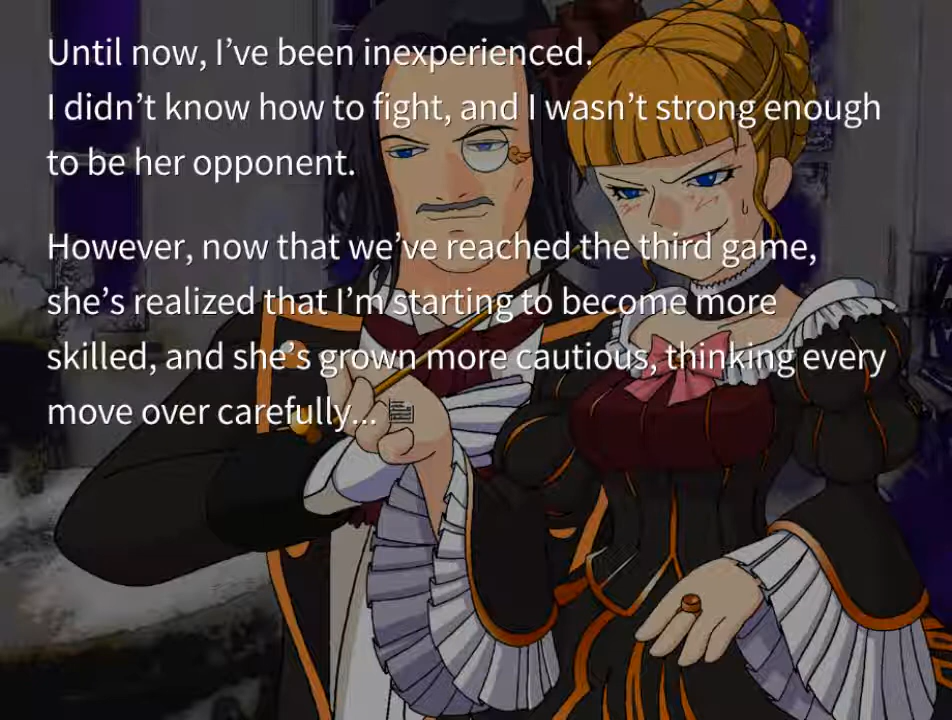 Until now, I’ve been inexperienced.
I didn’t know how to fight, and I wasn’t strong enough
to be her opponent.
However, now that we’ve reached the third game,
she’s realized that I’m starting to become more
skilled, and she’s grown more cautious, thinking every
move over carefully...